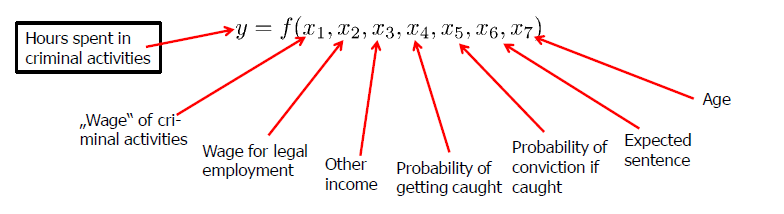 Hours spent in
criminal activities
y = f(x₁, x₂, x₃, x₄, x₅, x₆, x₇)
„Wage“ of cri-
minal activities
Wage for legal
employment
Other
income
Probability of
getting caught
Probability of
conviction if
caught
Expected
sentence
Age